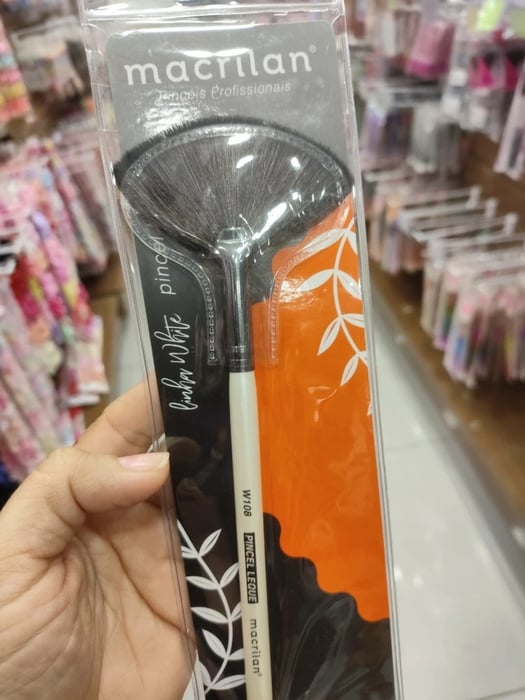 macrilan®
Pincéis Profissionais
linha White
pincel
W108
PINCEL LEQUE
macrilan®